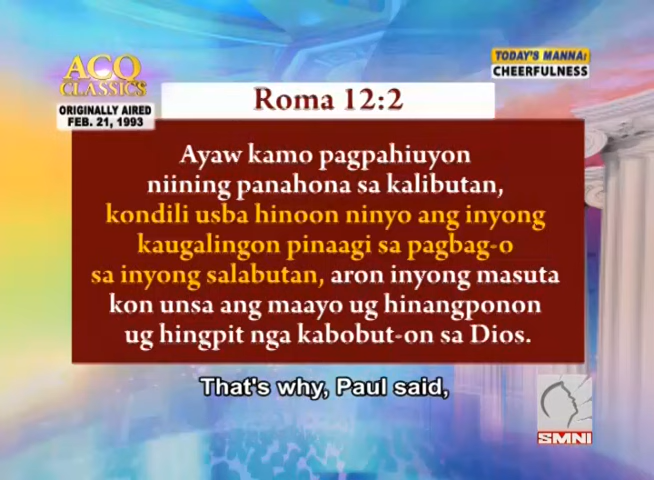 ACQ
CLASSICS
ORIGINALLY AIRED
FEB. 21, 1993
TODAY'S MANNA:
CHEERFULNESS
Roma 12:2
Ayaw kamo pagpahiuyon
niining panahona sa kalibutan,
kondili usba hinoon ninyo ang inyong
kaugalingon pinaagi sa pagbag-o
sa inyong salabutan, aron inyong masuta
kon unsa ang maayo ug hinangponon
ug hingpit nga kabobut-on sa Dios.
That's why, Paul said,
SMNI